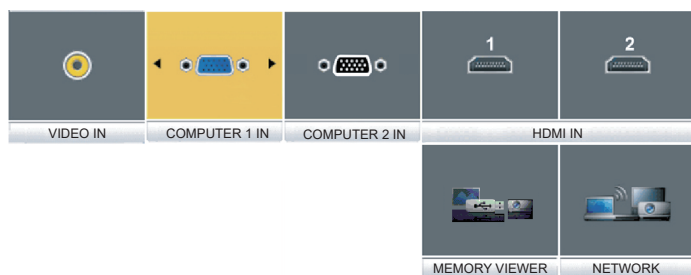 1 2
VIDEO IN COMPUTER 1 IN COMPUTER 2 IN HDMI IN
MEMORY VIEWER NETWORK